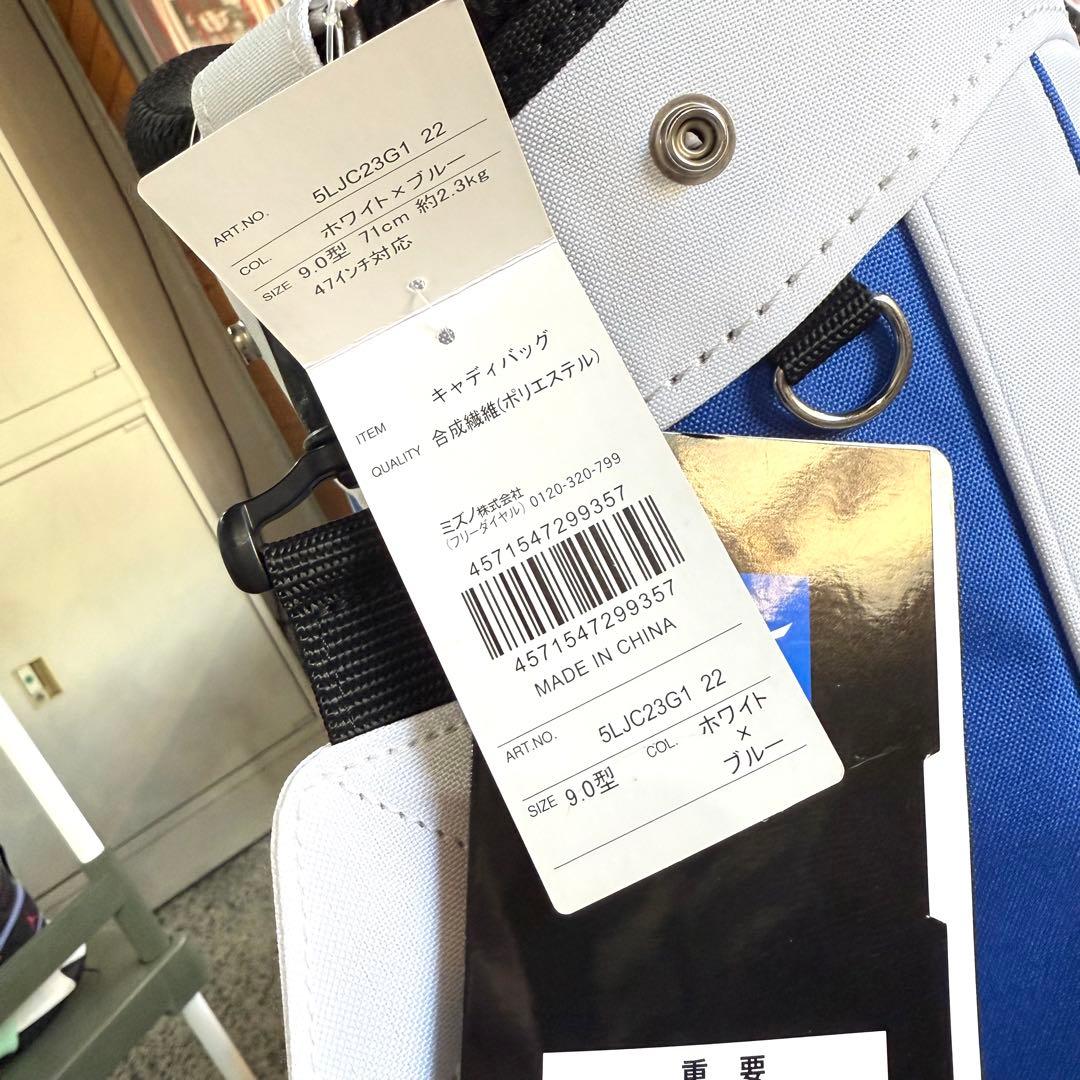 ART.NO. 5LJC23G1 22
COL. ホワイト×ブルー
SIZE 9.0型 71cm 約2.3kg
47インチ対応
ITEM キャディバッグ
QUALITY 合成繊維(ポリエステル)
ミズノ株式会社
(フリーダイヤル) 0120-320-799
4571547299357
4571547299357
MADE IN CHINA
ART.NO. 5LJC23G1 22
SIZE 9.0型 COL. ホワイト
×
ブルー
重 要